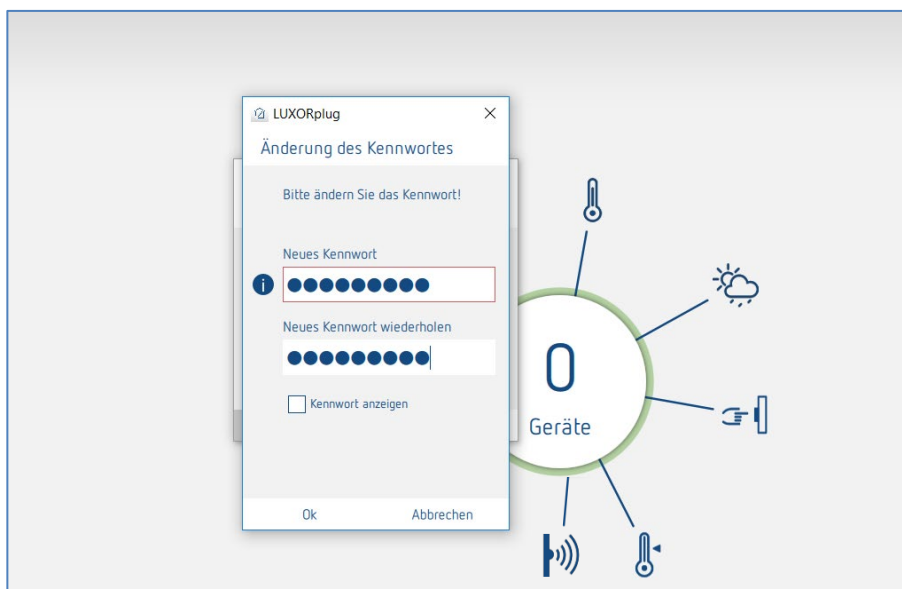 LUXORplug
Änderung des Kennwortes
Bitte ändern Sie das Kennwort!
Neues Kennwort
Neues Kennwort wiederholen
Kennwort anzeigen
Ok Abbrechen
0
Geräte